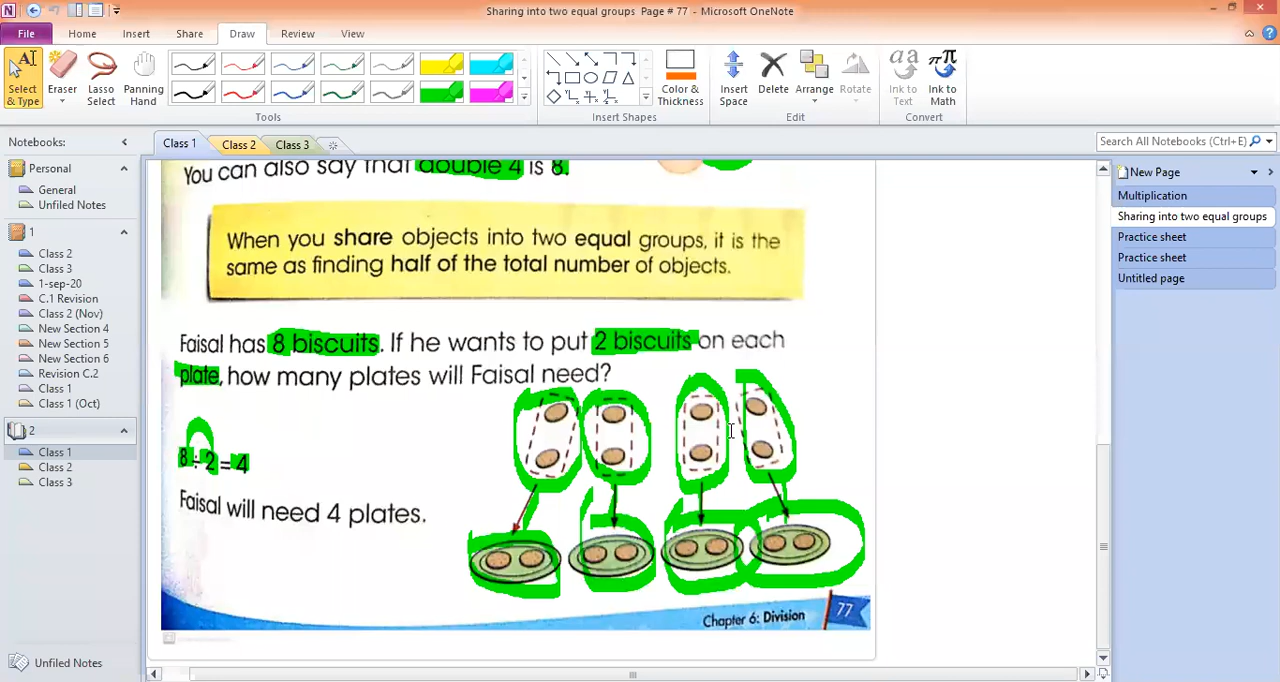 Sharing into two equal groups Page # 77 - Microsoft OneNote
File Home Insert Share Draw Review View
Select & Type
Eraser
Lasso Select
Panning Hand
Color & Thickness
Insert Space
Delete
Arrange
Rotate
Ink to Text
Ink to Math
Tools
Insert Shapes
Edit
Convert
Notebooks:
Class 1
Class 2
Class 3
Search All Notebooks (Ctrl+E)
Personal
General
Unfiled Notes
1
Class 2
Class 3
1-sep-20
C.1 Revision
Class 2 (Nov)
New Section 4
New Section 5
New Section 6
Revision C.2
Class 1
Class 1 (Oct)
2
Class 1
Class 2
Class 3
Unfiled Notes
You can also say that double 4 is 8.
When you share objects into two equal groups, it is the
same as finding half of the total number of objects.
Faisal has 8 biscuits. If he wants to put 2 biscuits on each
plate, how many plates will Faisal need?
8 ÷ 2 = 4
Faisal will need 4 plates.
Chapter 6: Division 77
New Page
Multiplication
Sharing into two equal groups
Practice sheet
Practice sheet
Untitled page